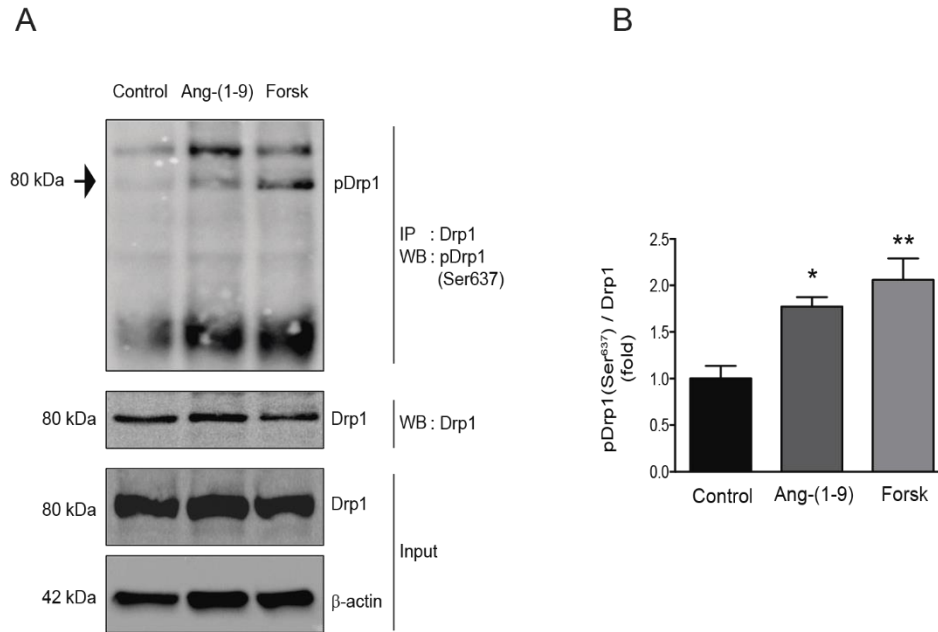 A
Control Ang-(1-9) Forsk
80 kDa
pDrp1
IP : Drp1
WB : pDrp1
(Ser637)
80 kDa
Drp1
WB : Drp1
80 kDa
Drp1
Input
42 kDa
β-actin
B
pDrp1(Ser⁶³⁷) / Drp1
(fold)
2.5
2.0
1.5
1.0
0.5
0.0
*
**
Control Ang-(1-9) Forsk